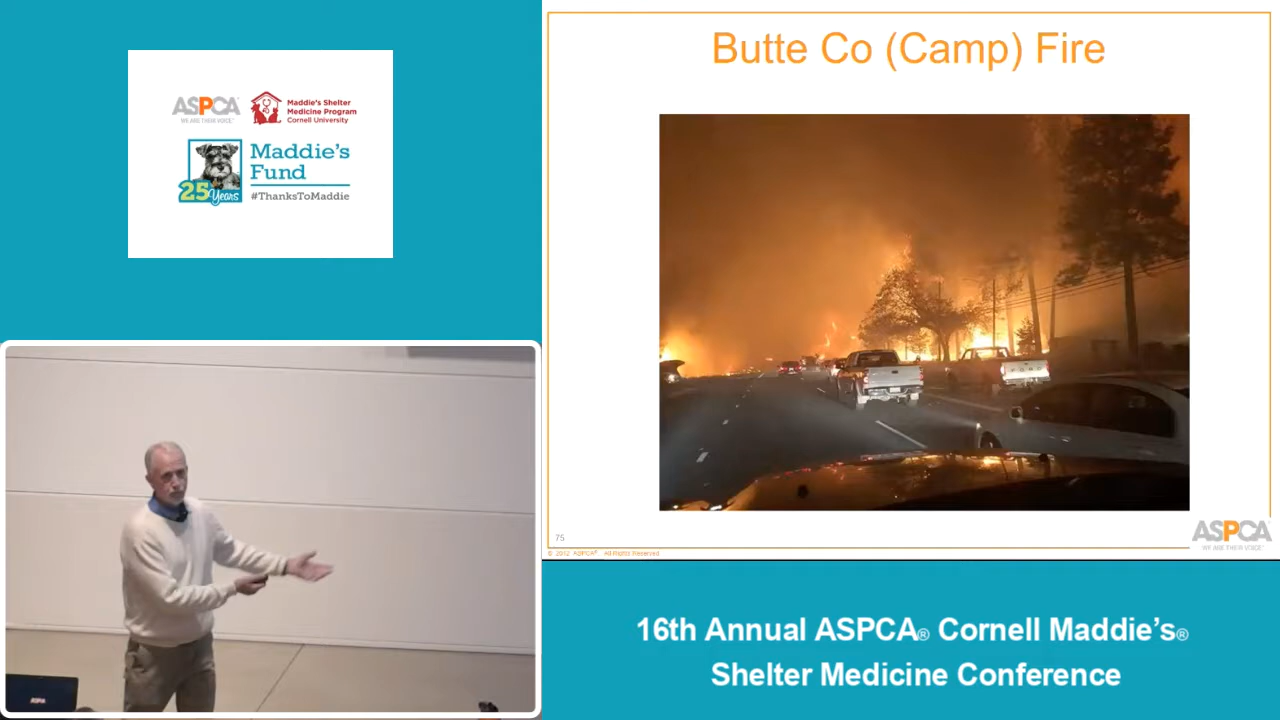 ASPCA
WE ARE THEIR VOICE®
Maddie's Shelter
Medicine Program
Cornell University
Maddie's
Fund
25 Years
#ThanksToMaddie
Butte Co (Camp) Fire
FORD
75
© 2012 ASPCA®. All Rights Reserved
ASPCA
WE ARE THEIR VOICE®
ASPCA
16th Annual ASPCA® Cornell Maddie's®
Shelter Medicine Conference